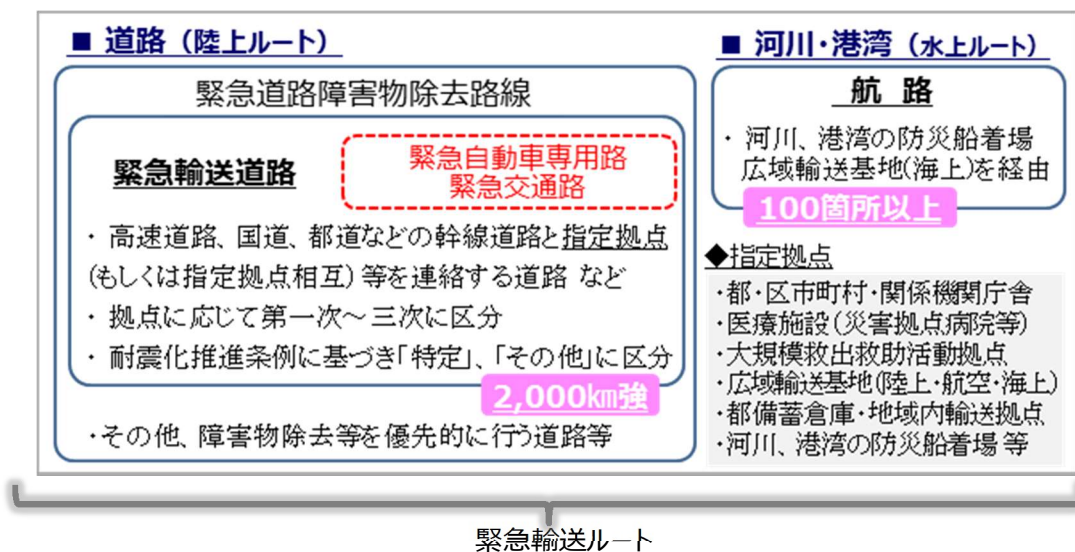 ■ 道路（陸上ルート）
緊急道路障害物除去路線
緊急輸送道路
緊急自動車専用路
緊急交通路
・ 高速道路、国道、都道などの幹線道路と指定拠点
(もしくは指定拠点相互) 等を連絡する道路 など
・ 拠点に応じて第一次～三次に区分
・ 耐震化推進条例に基づき｢特定｣、｢その他｣に区分
2,000㎞強
・その他、障害物除去等を優先的に行う道路等
■ 河川・港湾（水上ルート）
航 路
・ 河川、港湾の防災船着場
広域輸送基地(海上)を経由
100箇所以上
◆指定拠点
・都・区市町村・関係機関庁舎
・医療施設(災害拠点病院等)
・大規模救出救助活動拠点
・広域輸送基地(陸上・航空・海上)
・都備蓄倉庫・地域内輸送拠点
・河川、港湾の防災船着場 等
緊急輸送ルート